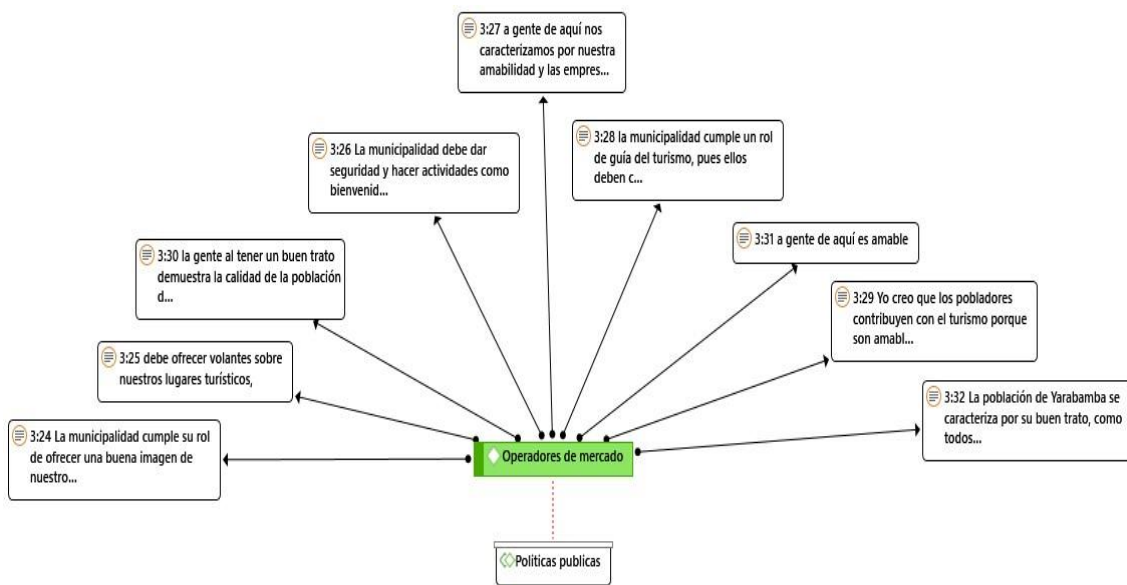 3:27 a gente de aquí nos
caracterizamos por nuestra
amabilidad y las empres...
3:28 la municipalidad cumple un rol
de guía del turismo, pues ellos
deben c...
3:26 La municipalidad debe dar
seguridad y hacer actividades como
bienvenid...
3:31 a gente de aquí es amable
3:30 la gente al tener un buen trato
demuestra la calidad de la población
d...
3:29 Yo creo que los pobladores
contribuyen con el turismo porque
son amabl...
3:25 debe ofrecer volantes sobre
nuestros lugares turísticos,
3:32 La población de Yarabamba se
caracteriza por su buen trato, como
todos...
3:24 La municipalidad cumple su rol
de ofrecer una buena imagen de
nuestro...
Operadores de mercado
Politicas publicas